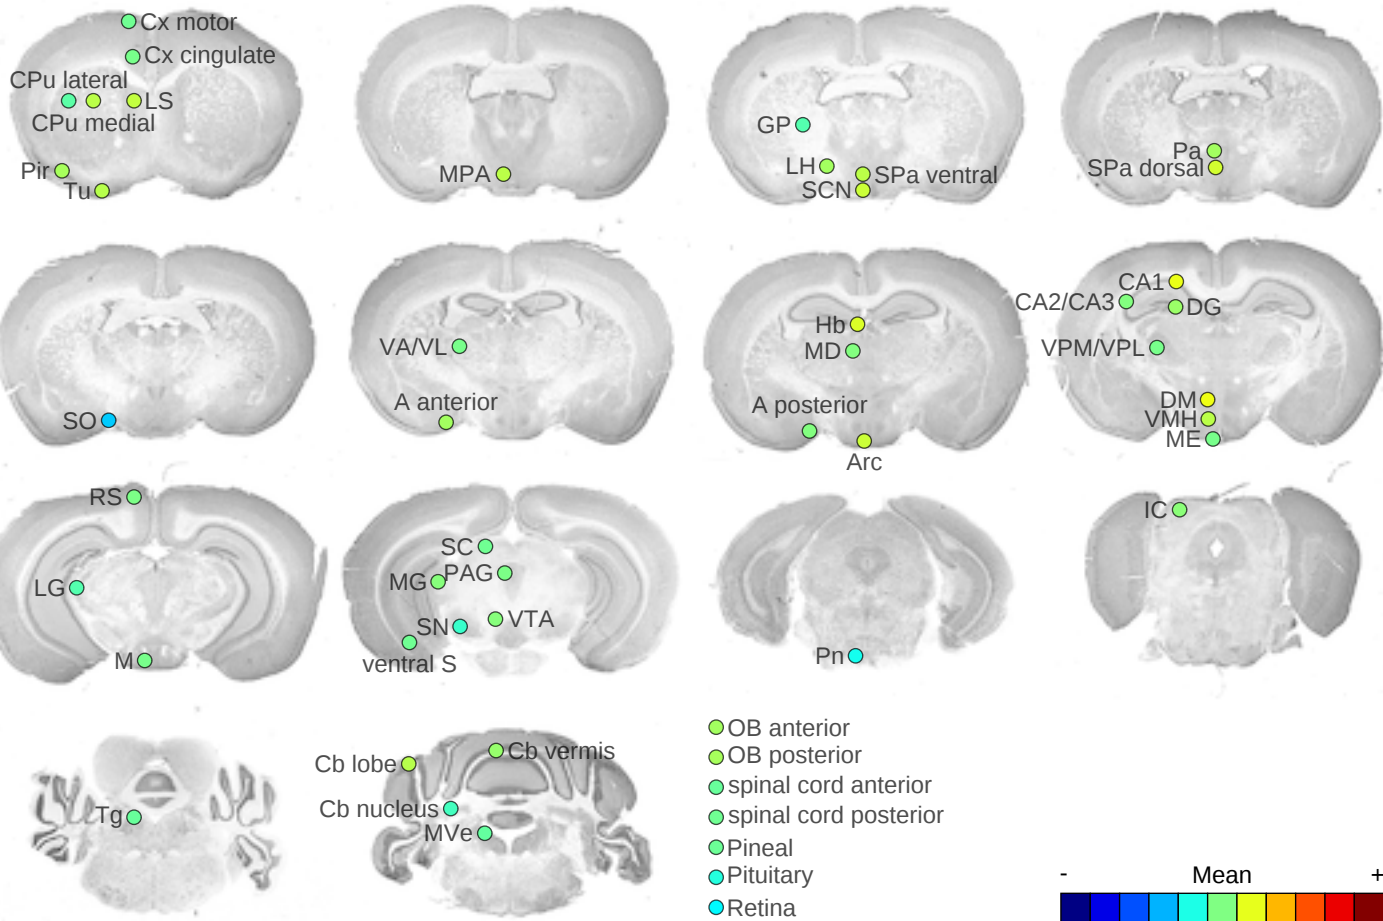 Cx motor
Cx cingulate
CPu lateral
LS
CPu medial
Pir
Tu
MPA
GP
LH
SPa ventral
SCN
Pa
SPa dorsal
SO
VA/VL
A anterior
Hb
MD
A posterior
Arc
CA1
CA2/CA3
DG
VPM/VPL
DM
VMH
ME
RS
LG
M
SC
MG
PAG
SN
VTA
ventral S
Pn
IC
Tg
Cb lobe
Cb vermis
Cb nucleus
MVe
OB anterior
OB posterior
spinal cord anterior
spinal cord posterior
Pineal
Pituitary
Retina
- Mean +